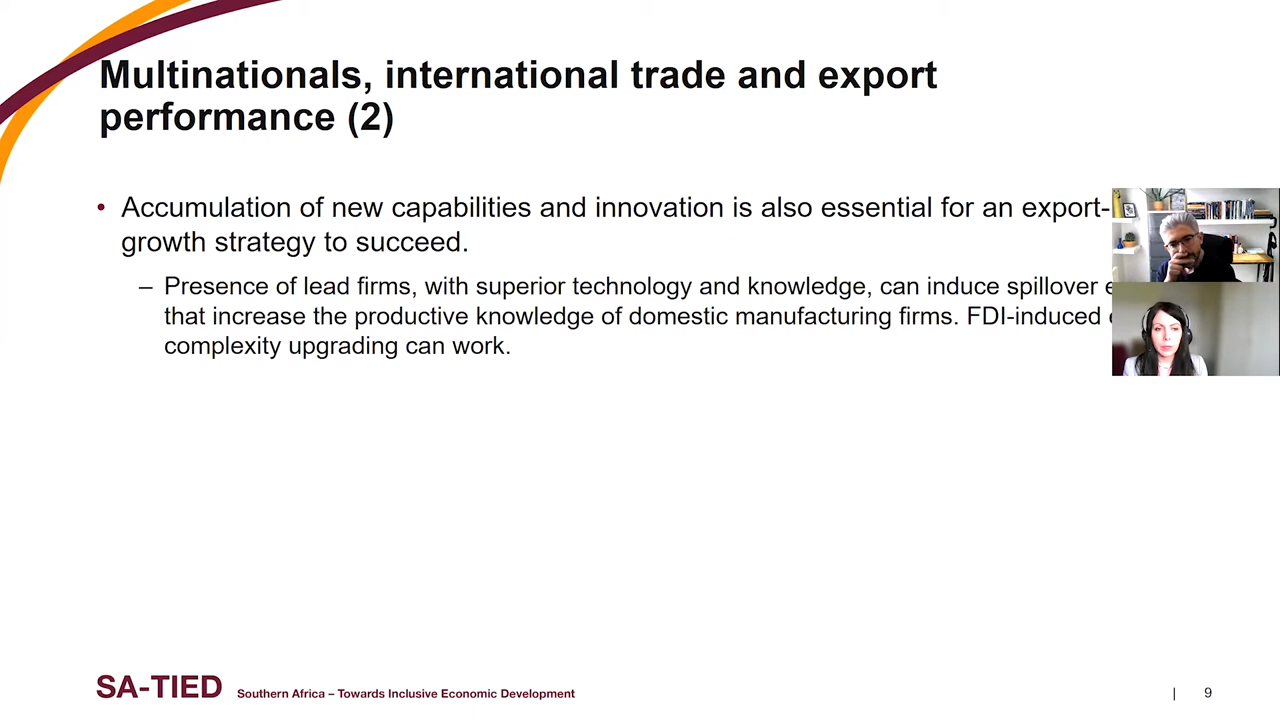 Multinationals, international trade and export
performance (2)
• Accumulation of new capabilities and innovation is also essential for an export-
growth strategy to succeed.
– Presence of lead firms, with superior technology and knowledge, can induce spillover
that increase the productive knowledge of domestic manufacturing firms. FDI-induced
complexity upgrading can work.
SA-TIED Southern Africa – Towards Inclusive Economic Development
| 9